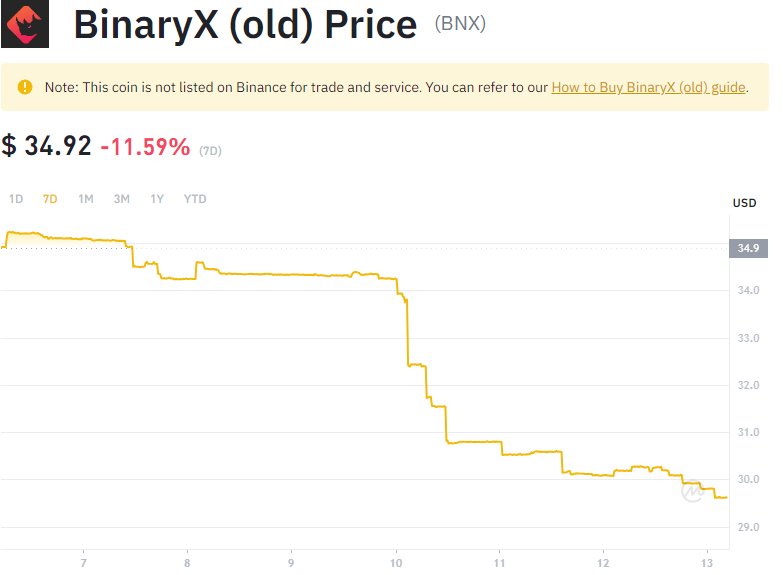 BinaryX (old) Price (BNX)
Note: This coin is not listed on Binance for trade and service. You can refer to our How to Buy BinaryX (old) guide.
$ 34.92 -11.59% (7D)
1D 7D 1M 3M 1Y YTD
USD
34.9
34.0
33.0
32.0
31.0
30.0
29.0
7 8 9 10 11 12 13